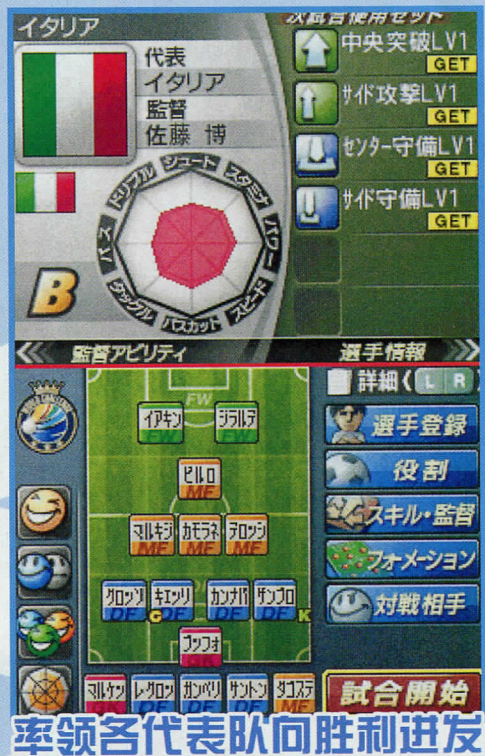 イタリア
次試合使用セット
代表
イタリア
監督
佐藤 博
中央突破LV1
GET
サイド攻撃LV1
GET
センター守備LV1
GET
サイド守備LV1
GET
シュート
スタミナ
パワー
スピード
パスカット
タックル
パス
ドリブル
B
監督アビリティ
選手情報
詳細
L R
FW
イアキン
FW
ジラルデ
FW
ピルロ
MF
マルキジ
MF
カモラネ
MF
デロッシ
MF
グロッソ
DF
キエッリ
DF
G
カンナバ
DF
ザンブロ
DF
K
ブッフォ
GK
マルケッ
GK
レグロッ
DF
ガンベリ
DF
サントン
DF
ダゴステ
MF
選手登録
役割
スキル・監督
フォメーション
対戦相手
試合開始
率领各代表队向胜利进发